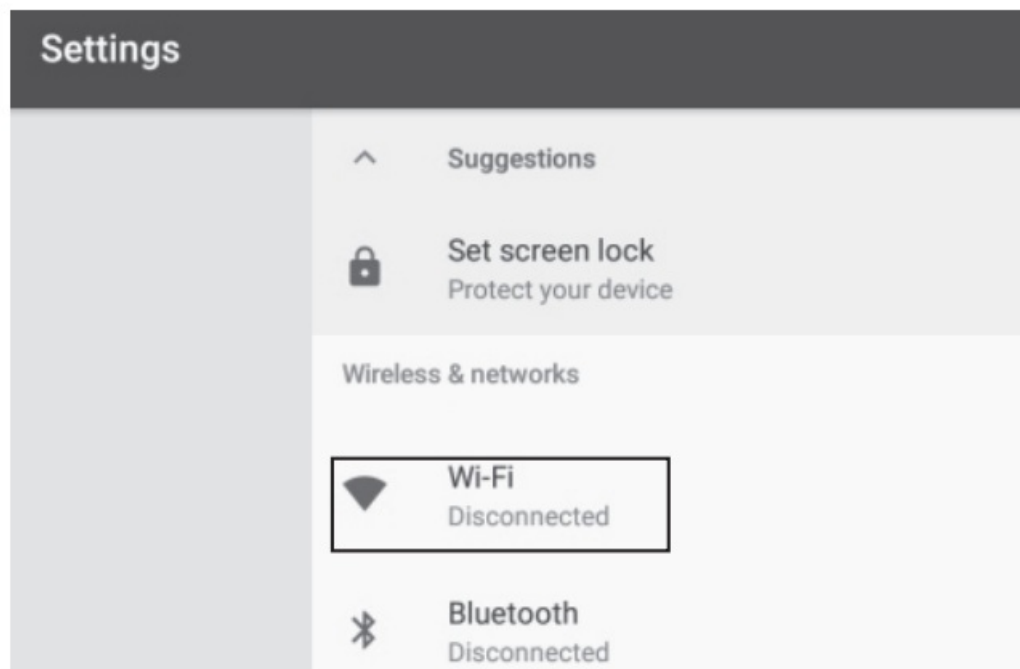 Settings
Suggestions
Set screen lock
Protect your device
Wireless & networks
Wi-Fi
Disconnected
Bluetooth
Disconnected